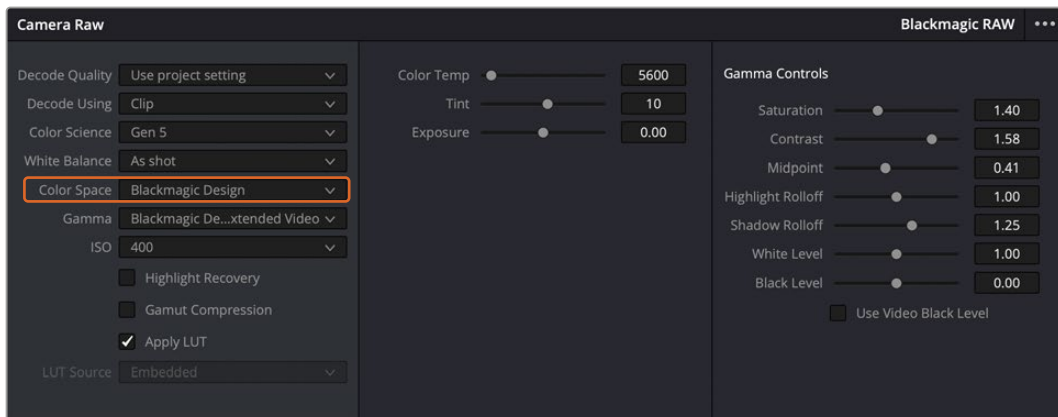 Camera Raw
Blackmagic RAW
Decode Quality Use project setting
Decode Using Clip
Color Science Gen 5
White Balance As shot
Color Space Blackmagic Design
Gamma Blackmagic De...xtended Video
ISO 400
Highlight Recovery
Gamut Compression
Apply LUT
LUT Source Embedded
Color Temp 5600
Tint 10
Exposure 0.00
Gamma Controls
Saturation 1.40
Contrast 1.58
Midpoint 0.41
Highlight Rolloff 1.00
Shadow Rolloff 1.25
White Level 1.00
Black Level 0.00
Use Video Black Level